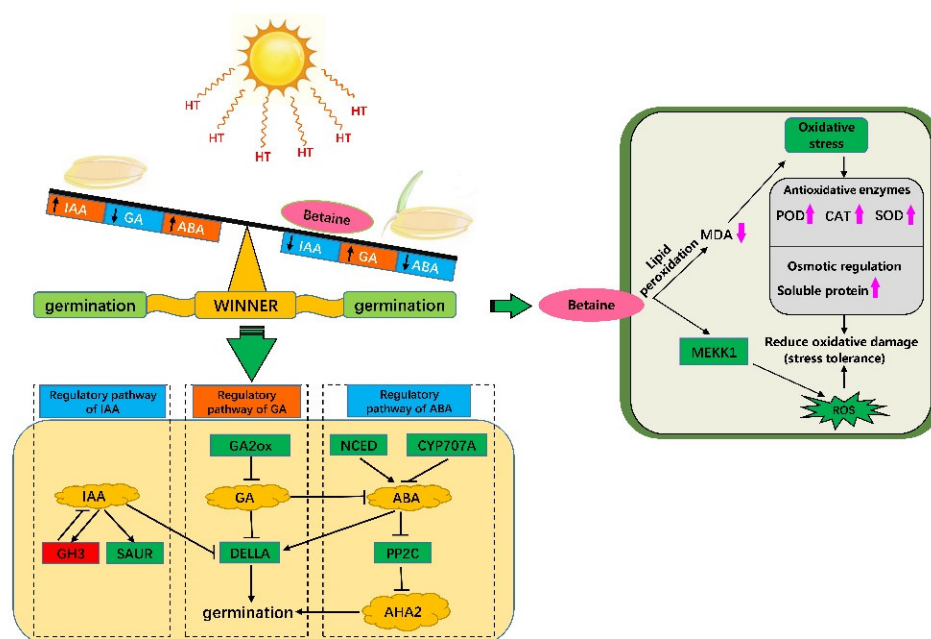 HT
HT
HT
HT
HT
HT
IAA
GA
ABA
Betaine
IAA
GA
ABA
germination
WINNER
germination
Regulatory pathway
of IAA
Regulatory
pathway of GA
Regulatory
pathway of ABA
GA2ox
NCED
CYP707A
IAA
GA
ABA
GH3
SAUR
DELLA
PP2C
germination
AHA2
Betaine
Lipid
peroxidation
MDA
MEKK1
Oxidative
stress
Antioxidative enzymes
POD
CAT
SOD
Osmotic regulation
Soluble protein
Reduce oxidative damage
(stress tolerance)
ROS